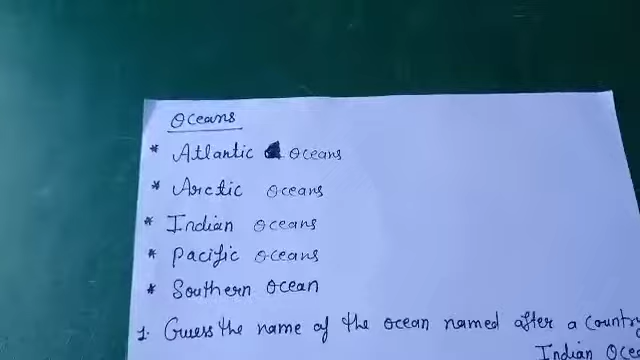 Oceans
* Atlantic Oceans
* Arctic Oceans
* Indian Oceans
* Pacific Oceans
* Southern Ocean
1. Guess the name of the ocean named after a Country
Indian Ocea